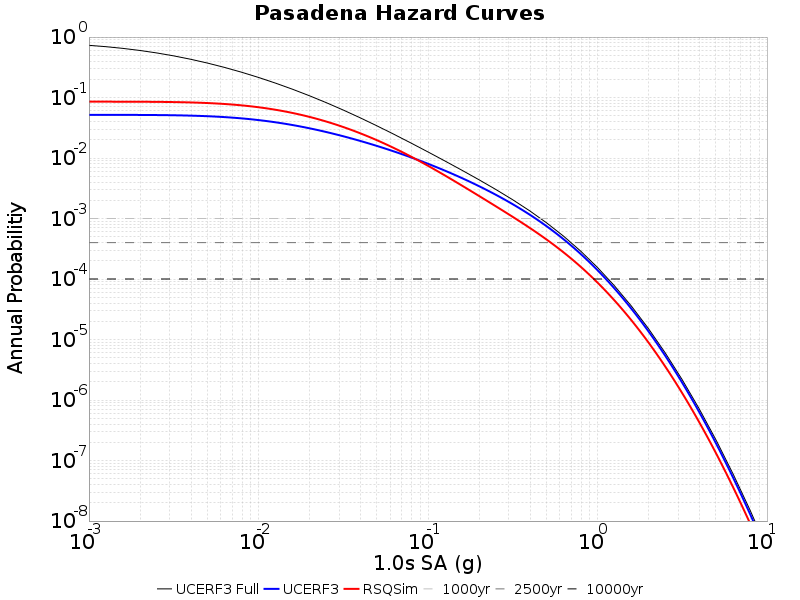 Pasadena Hazard Curves
Annual Probabilitiy
10^0
10^-1
10^-2
10^-3
10^-4
10^-5
10^-6
10^-7
10^-8
10^-3 10^-2 10^-1 10^0 10^1
1.0s SA (g)
UCERF3 Full UCERF3 RSQSim 1000yr 2500yr 10000yr